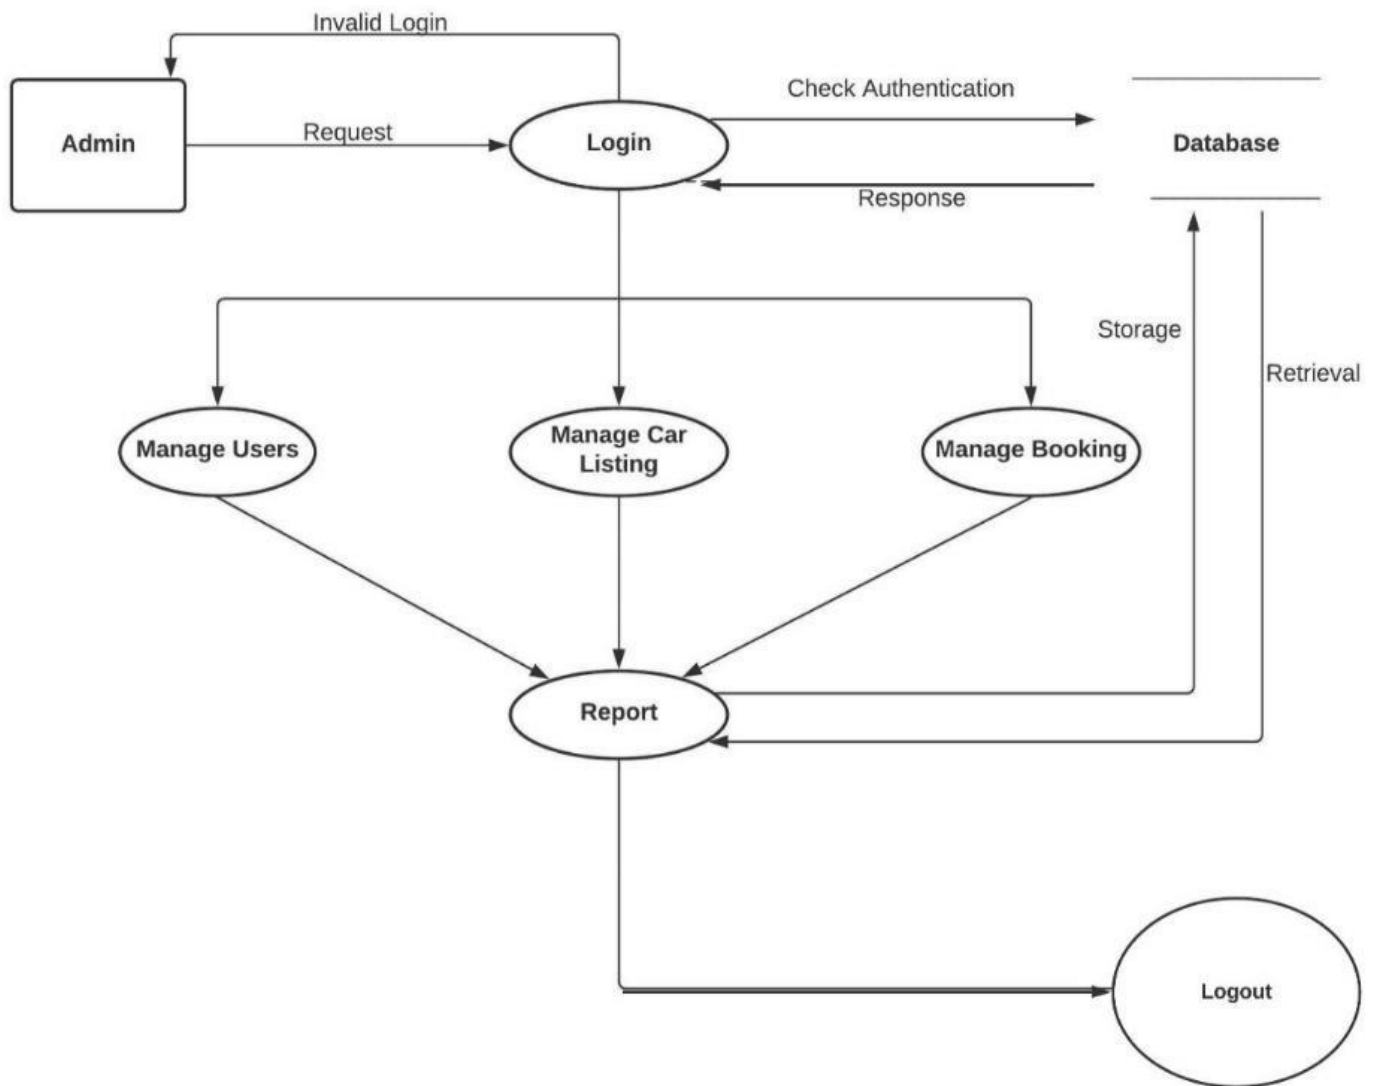 Invalid Login
Check Authentication
Admin
Request
Login
Database
Response
Storage
Retrieval
Manage Users
Manage Car
Listing
Manage Booking
Report
Logout